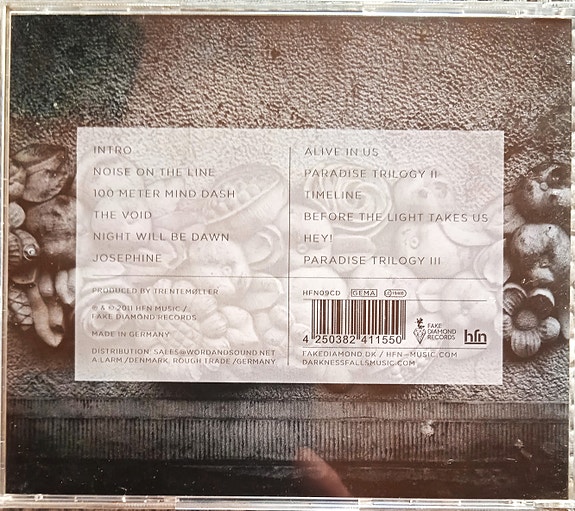 INTRO
NOISE ON THE LINE
100 METER MIND DASH
THE VOID
NIGHT WILL BE DAWN
JOSEPHINE
ALIVE IN US
PARADISE TRILOGY II
TIMELINE
BEFORE THE LIGHT TAKES US
HEY!
PARADISE TRILOGY III
PRODUCED BY TRENTEMØLLER
℗ & © 2011 HFN MUSIC /
FAKE DIAMOND RECORDS
MADE IN GERMANY
DISTRIBUTION: SALES@WORDANDSOUND.NET
A:LARM /DENMARK, ROUGH TRADE /GERMANY
HFN09CD GEMA
4 250382 411550
FAKE
DIAMOND
RECORDS
hfn
FAKEDIAMOND.DK / HFN-MUSIC.COM
DARKNESSFALLSMUSIC.COM